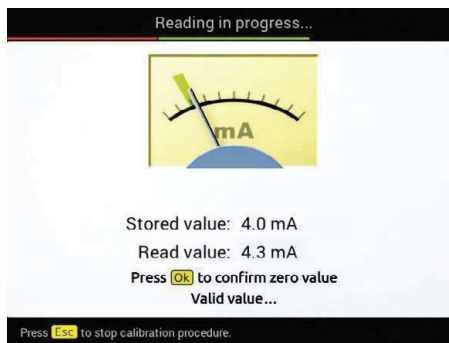 Reading in progress...
mA
Stored value: 4.0 mA
Read value: 4.3 mA
Press Ok to confirm zero value
Valid value...
Press Esc to stop calibration procedure.